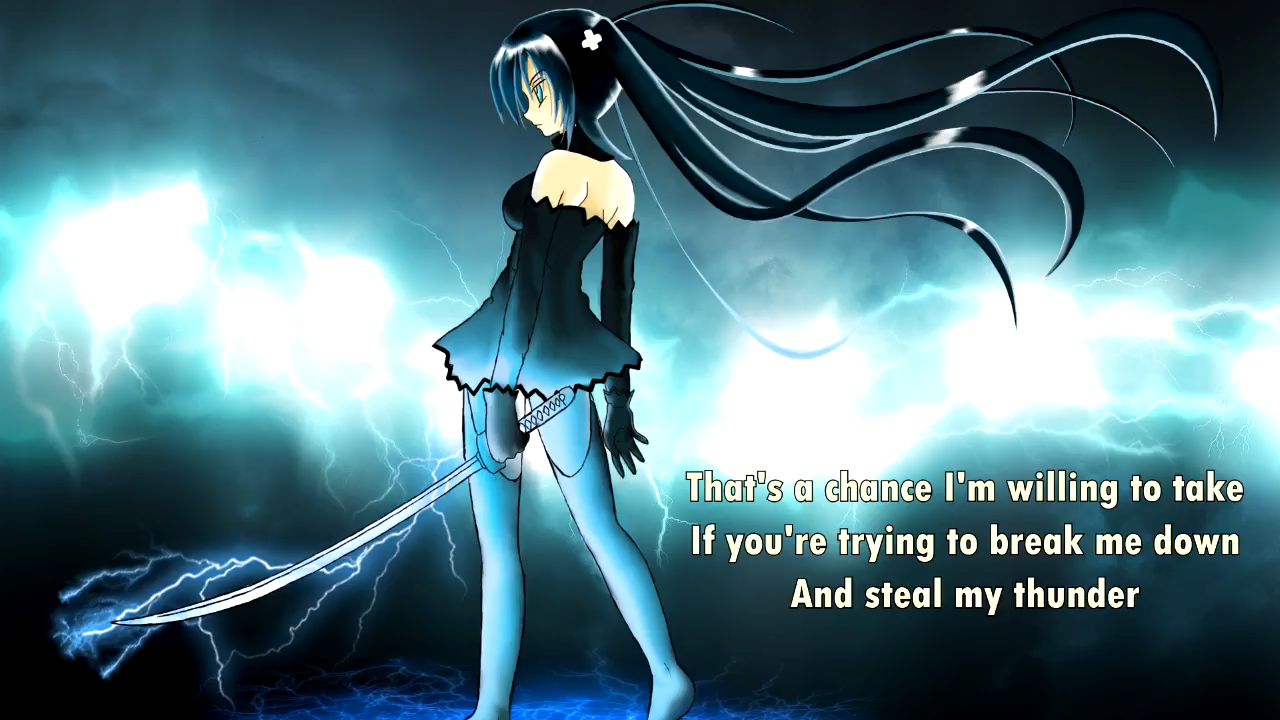 That's a chance I'm willing to take
If you're trying to break me down
And steal my thunder